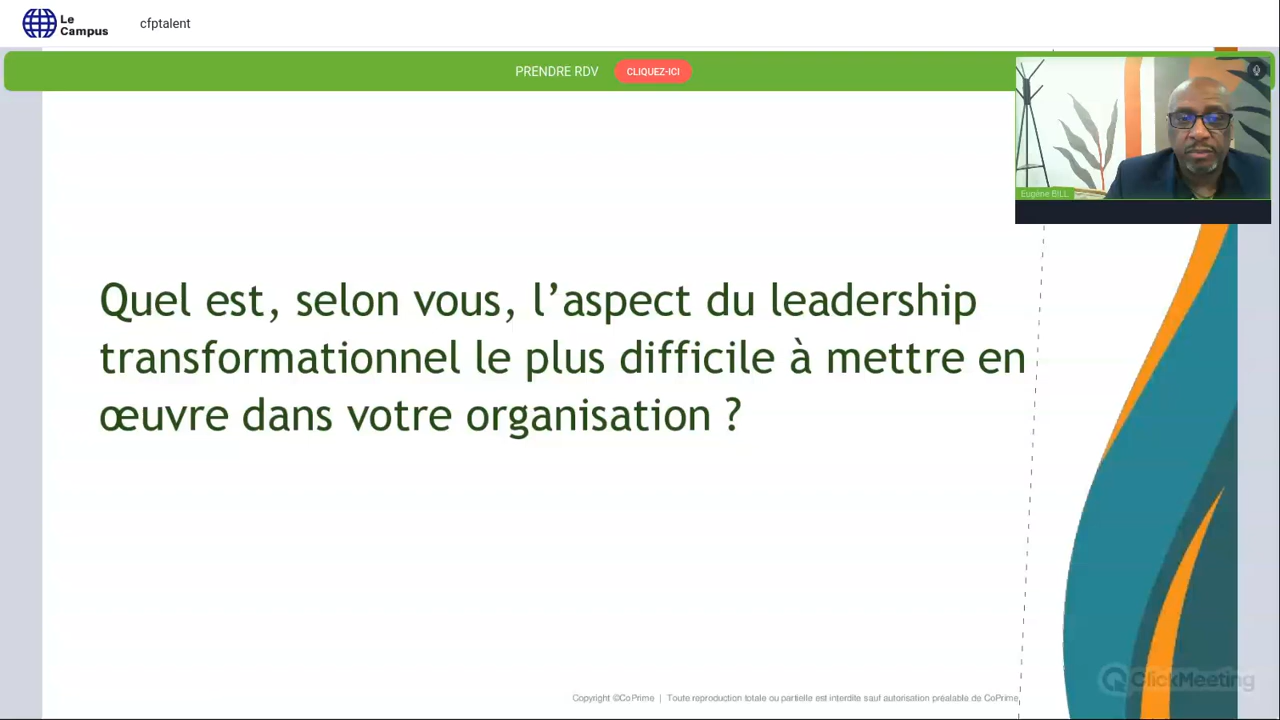 Le
Campus
cfptalent
PRENDRE RDV
CLIQUEZ-ICI
Eugène BILL
Quel est, selon vous, l’aspect du leadership
transformationnel le plus difficile à mettre en
œuvre dans votre organisation ?
ClickMeeting
Copyright ©CoPrime | Toute reproduction totale ou partielle est interdite sauf autorisation préalable de CoPrime